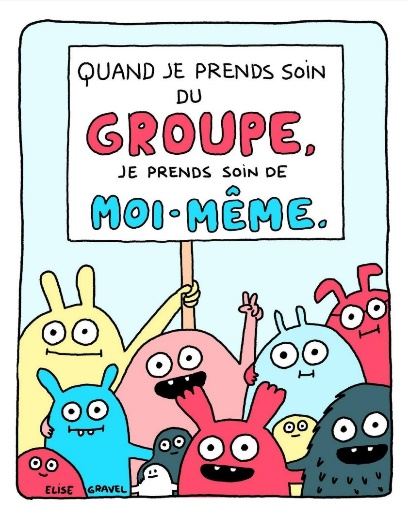 QUAND JE PRENDS SOIN
DU
GROUPE,
JE PRENDS SOIN DE
MOI-MÊME.
ELISE GRAVEL